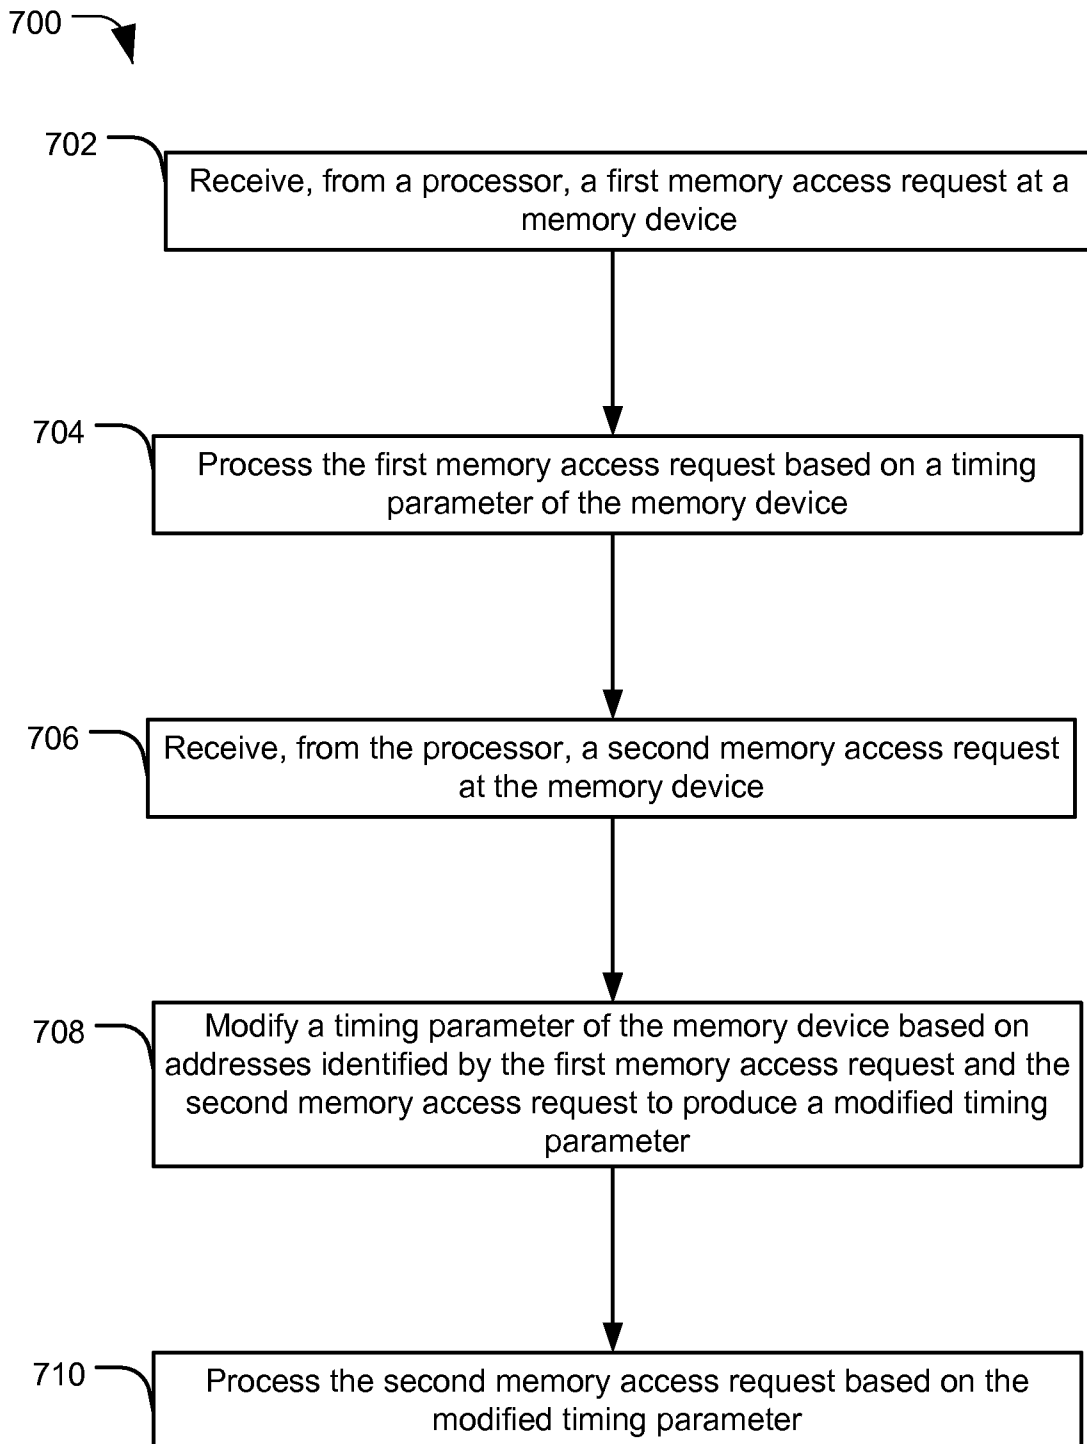 700
702
Receive, from a processor, a first memory access request at a
memory device
704
Process the first memory access request based on a timing
parameter of the memory device
706
Receive, from the processor, a second memory access request
at the memory device
708
Modify a timing parameter of the memory device based on
addresses identified by the first memory access request and the
second memory access request to produce a modified timing
parameter
710
Process the second memory access request based on the
modified timing parameter